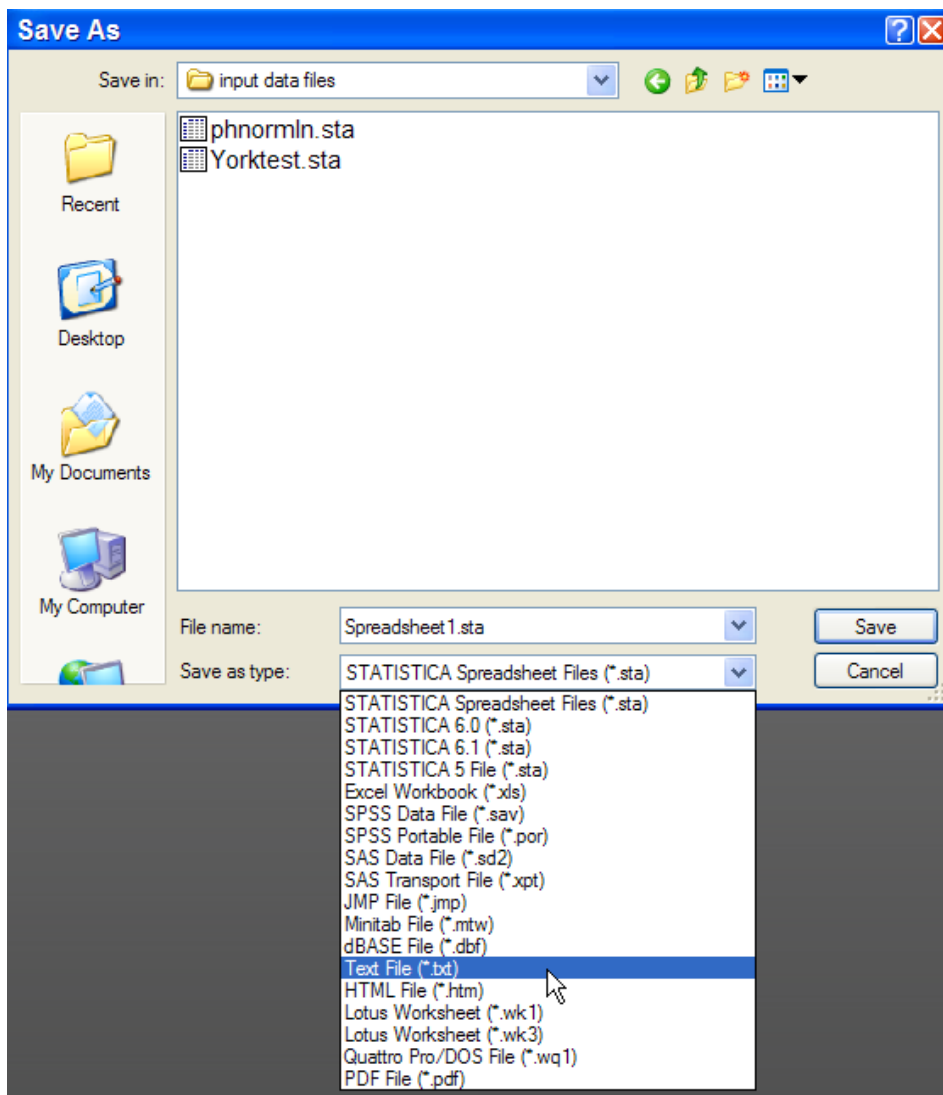 Save As
Save in:
input data files
phnormln.sta
Yorktest.sta
Recent
Desktop
My Documents
My Computer
File name:
Spreadsheet1.sta
Save
Save as type:
STATISTICA Spreadsheet Files (*.sta)
Cancel
STATISTICA Spreadsheet Files (*.sta)
STATISTICA 6.0 (*.sta)
STATISTICA 6.1 (*.sta)
STATISTICA 5 File (*.sta)
Excel Workbook (*.xls)
SPSS Data File (*.sav)
SPSS Portable File (*.por)
SAS Data File (*.sd2)
SAS Transport File (*.xpt)
JMP File (*.jmp)
Minitab File (*.mtw)
dBASE File (*.dbf)
Text File (*.txt)
HTML File (*.htm)
Lotus Worksheet (*.wk1)
Lotus Worksheet (*.wk3)
Quattro Pro/DOS File (*.wq1)
PDF File (*.pdf)